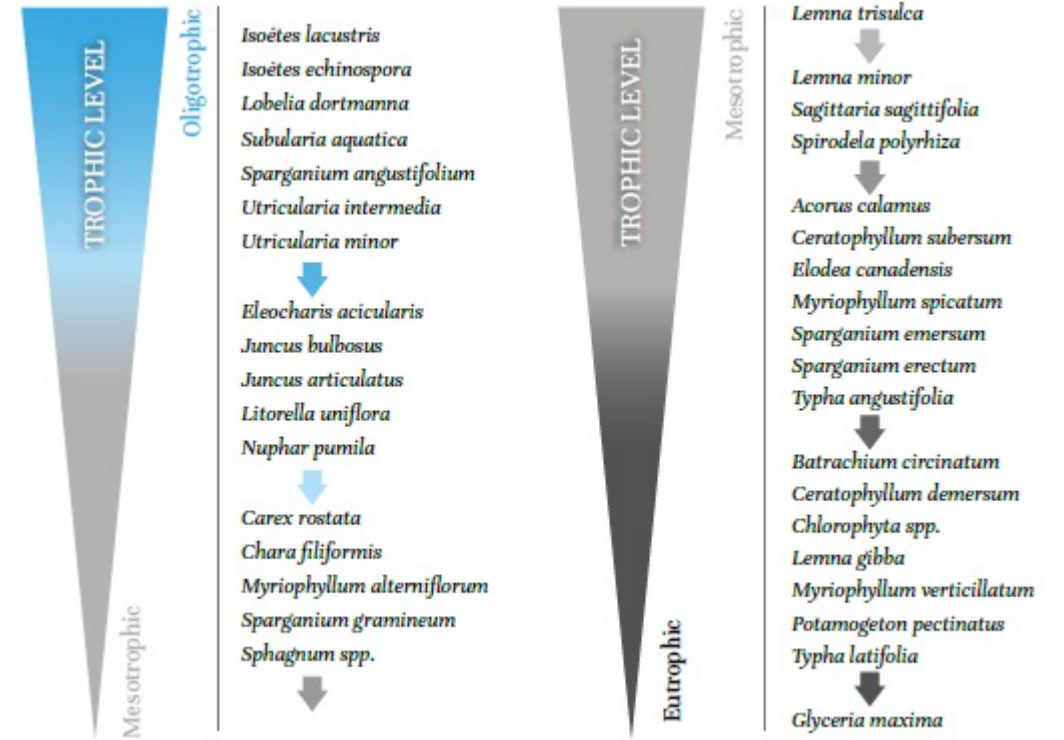 TROPHIC LEVEL
Oligotrophic
Mesotrophic
Isoëtes lacustris
Isoëtes echinospora
Lobelia dortmanna
Subularia aquatica
Sparganium angustifolium
Utricularia intermedia
Utricularia minor
Eleocharis acicularis
Juncus bulbosus
Juncus articulatus
Litorella uniflora
Nuphar pumila
Carex rostata
Chara filiformis
Myriophyllum alterniflorum
Sparganium gramineum
Sphagnum spp.
TROPHIC LEVEL
Mesotrophic
Eutrophic
Lemna trisulca
Lemna minor
Sagittaria sagittifolia
Spirodela polyrhiza
Acorus calamus
Ceratophyllum subersum
Elodea canadensis
Myriophyllum spicatum
Sparganium emersum
Sparganium erectum
Typha angustifolia
Batrachium circinatum
Ceratophyllum demersum
Chlorophyta spp.
Lemna gibba
Myriophyllum verticillatum
Potamogeton pectinatus
Typha latifolia
Glyceria maxima